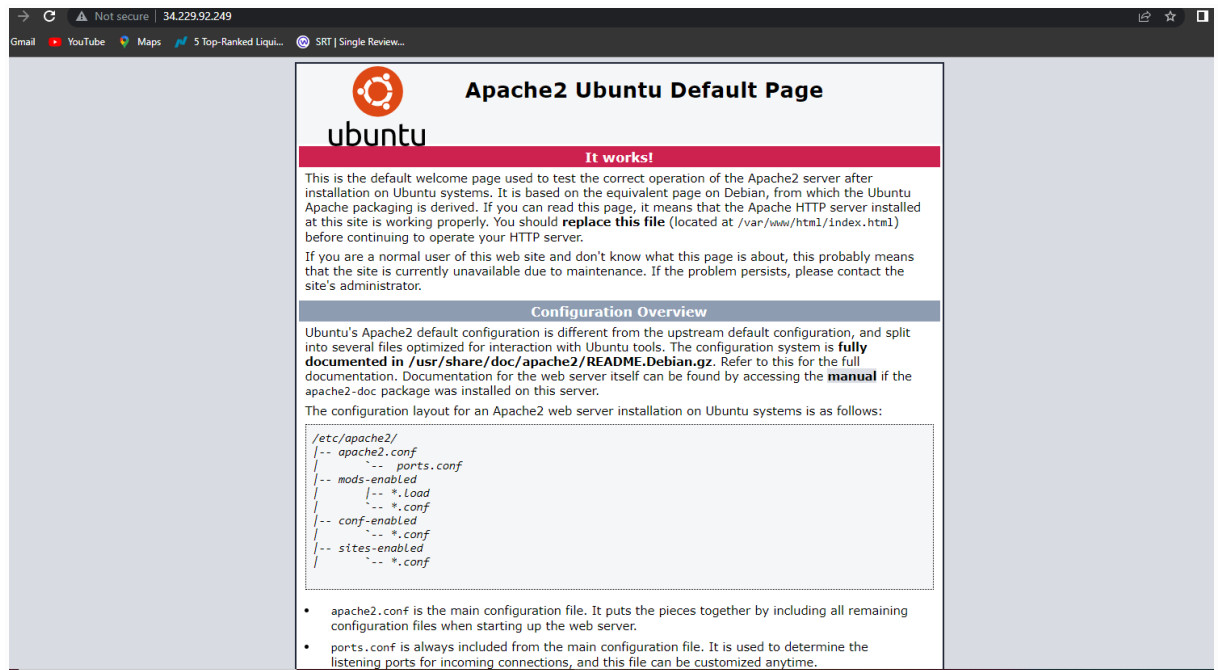 Not secure | 34.229.92.249
Gmail YouTube Maps 5 Top-Ranked Liqui... SRT | Single Review...
ubuntu
Apache2 Ubuntu Default Page
It works!
This is the default welcome page used to test the correct operation of the Apache2 server after
installation on Ubuntu systems. It is based on the equivalent page on Debian, from which the Ubuntu
Apache packaging is derived. If you can read this page, it means that the Apache HTTP server installed
at this site is working properly. You should replace this file (located at /var/www/html/index.html)
before continuing to operate your HTTP server.
If you are a normal user of this web site and don't know what this page is about, this probably means
that the site is currently unavailable due to maintenance. If the problem persists, please contact the
site's administrator.
Configuration Overview
Ubuntu's Apache2 default configuration is different from the upstream default configuration, and split
into several files optimized for interaction with Ubuntu tools. The configuration system is fully
documented in /usr/share/doc/apache2/README.Debian.gz. Refer to this for the full
documentation. Documentation for the web server itself can be found by accessing the manual if the
apache2-doc package was installed on this server.
The configuration layout for an Apache2 web server installation on Ubuntu systems is as follows:
/etc/apache2/
|-- apache2.conf
|       `--  ports.conf
|-- mods-enabled
|       |-- *.load
|       `-- *.conf
|-- conf-enabled
|       `-- *.conf
|-- sites-enabled
|       `-- *.conf
• apache2.conf is the main configuration file. It puts the pieces together by including all remaining
configuration files when starting up the web server.
• ports.conf is always included from the main configuration file. It is used to determine the
listening ports for incoming connections, and this file can be customized anytime.